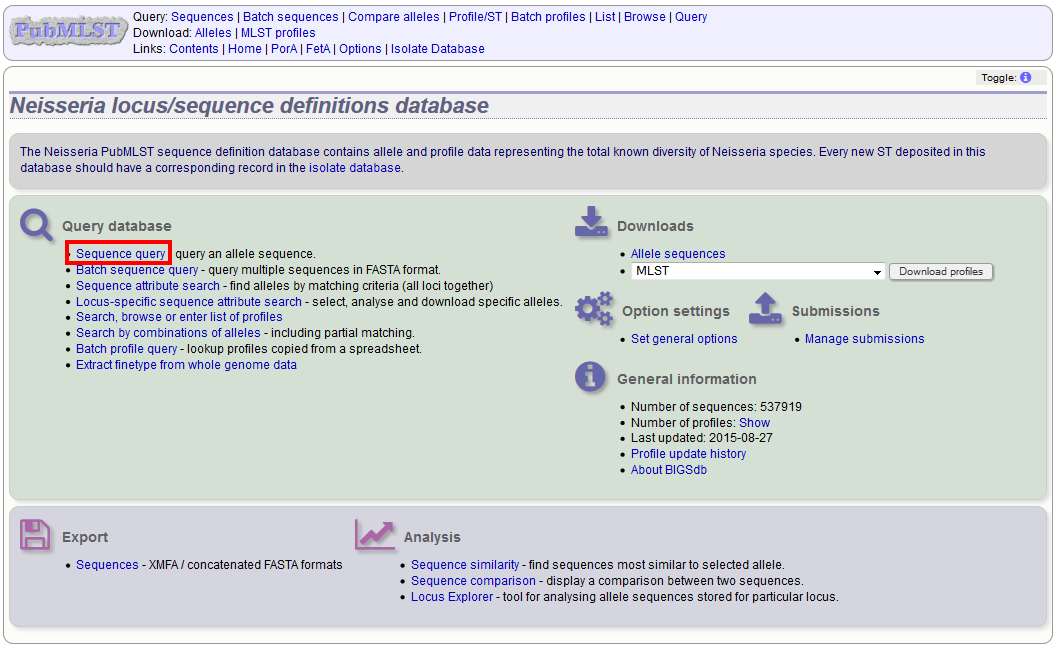 PubMLST
Query: Sequences | Batch sequences | Compare alleles | Profile/ST | Batch profiles | List | Browse | Query
Download: Alleles | MLST profiles
Links: Contents | Home | PorA | FetA | Options | Isolate Database
Toggle:
Neisseria locus/sequence definitions database
The Neisseria PubMLST sequence definition database contains allele and profile data representing the total known diversity of Neisseria species. Every new ST deposited in this
database should have a corresponding record in the isolate database.
Query database
• Sequence query query an allele sequence.
• Batch sequence query - query multiple sequences in FASTA format.
• Sequence attribute search - find alleles by matching criteria (all loci together)
• Locus-specific sequence attribute search - select, analyse and download specific alleles.
• Search, browse or enter list of profiles
• Search by combinations of alleles - including partial matching.
• Batch profile query - lookup profiles copied from a spreadsheet.
• Extract finetype from whole genome data
Downloads
• Allele sequences
• MLST Download profiles
Option settings
• Set general options
Submissions
• Manage submissions
General information
• Number of sequences: 537919
• Number of profiles: Show
• Last updated: 2015-08-27
• Profile update history
• About BIGSdb
Export
• Sequences - XMFA / concatenated FASTA formats
Analysis
• Sequence similarity - find sequences most similar to selected allele.
• Sequence comparison - display a comparison between two sequences.
• Locus Explorer - tool for analysing allele sequences stored for particular locus.